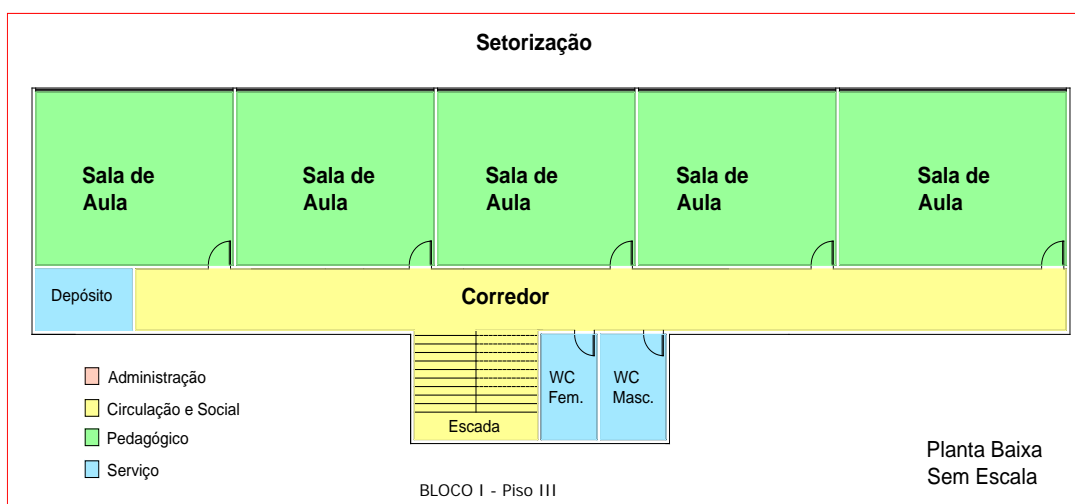 Setorização
Sala de
Aula
Sala de
Aula
Sala de
Aula
Sala de
Aula
Sala de
Aula
Depósito
Corredor
WC
Fem.
WC
Masc.
Escada
Administração
Circulação e Social
Pedagógico
Serviço
Planta Baixa
Sem Escala
BLOCO I - Piso III